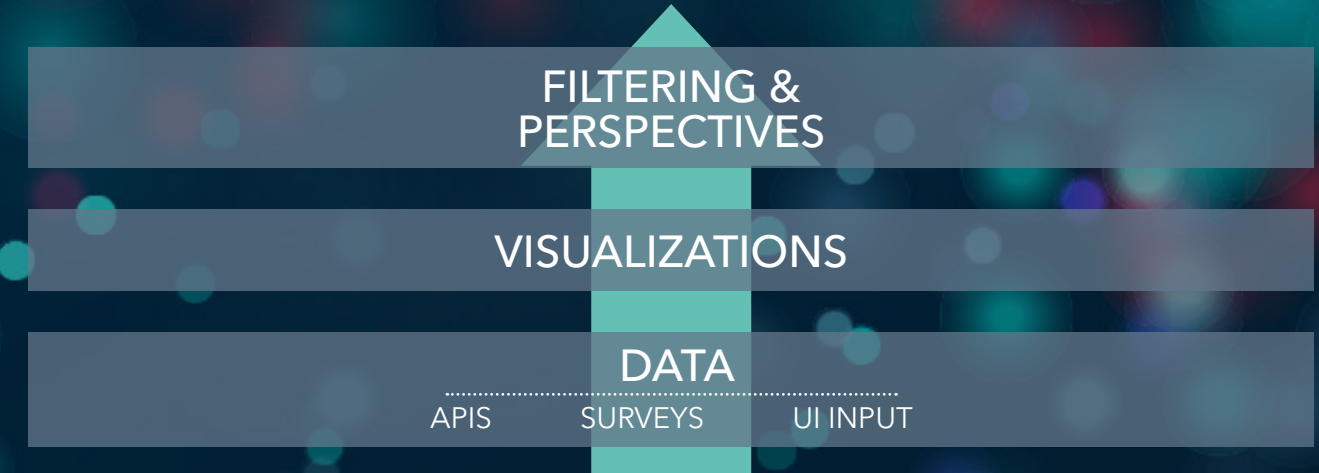 FILTERING &
PERSPECTIVES
VISUALIZATIONS
DATA
APIS SURVEYS UI INPUT